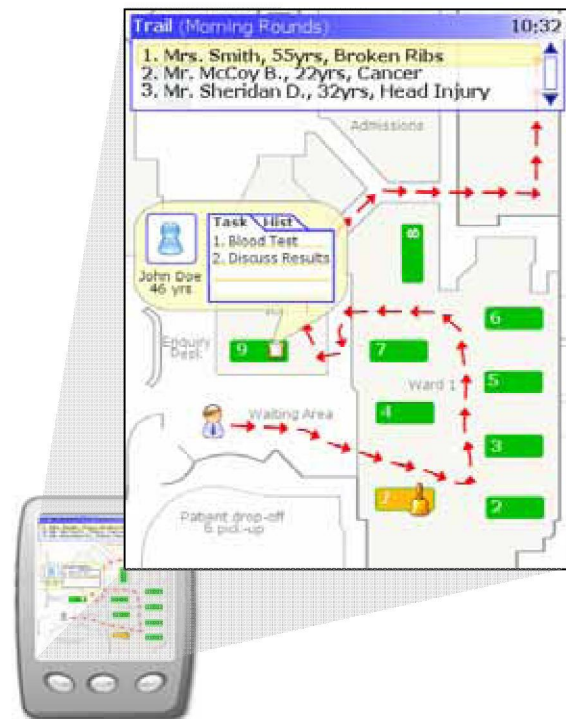 Trail (Morning Rounds) 10:32
1. Mrs. Smith, 55yrs, Broken Ribs
2. Mr. McCoy B., 22yrs, Cancer
3. Mr. Sheridan D., 32yrs, Head Injury
Admissions
Task Hist
1. Blood Test
2. Discuss Results
John Doe
46 yrs
8
6
Enquiry
Desk
9
7
5
Ward 1
4
Waiting Area
3
1
2
Patient drop-off
& pick-up